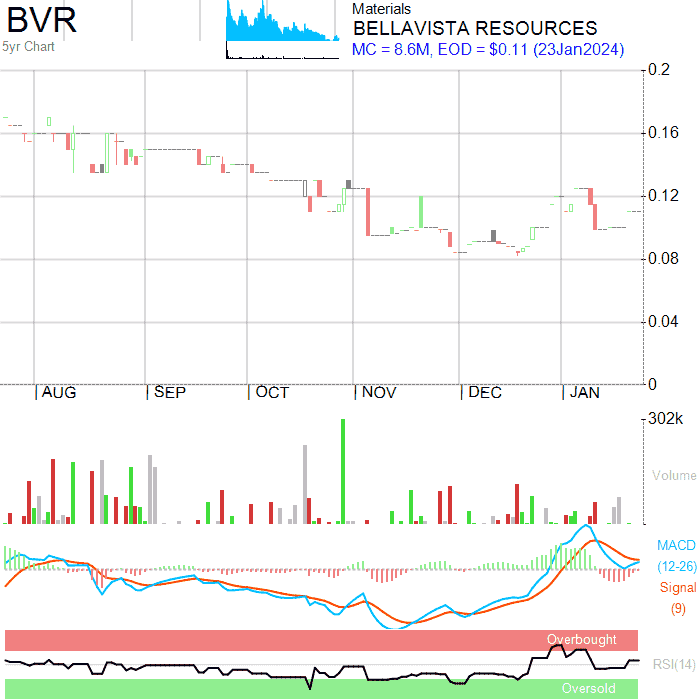 BVR
5yr Chart
Materials
BELLAVISTA RESOURCES
MC = 8.6M, EOD = $0.11 (23Jan2024)
0.2
0.16
0.12
0.08
0.04
0
AUG SEP OCT NOV DEC JAN
302k
Volume
MACD
(12-26)
Signal
(9)
Overbought
RSI(14)
Oversold